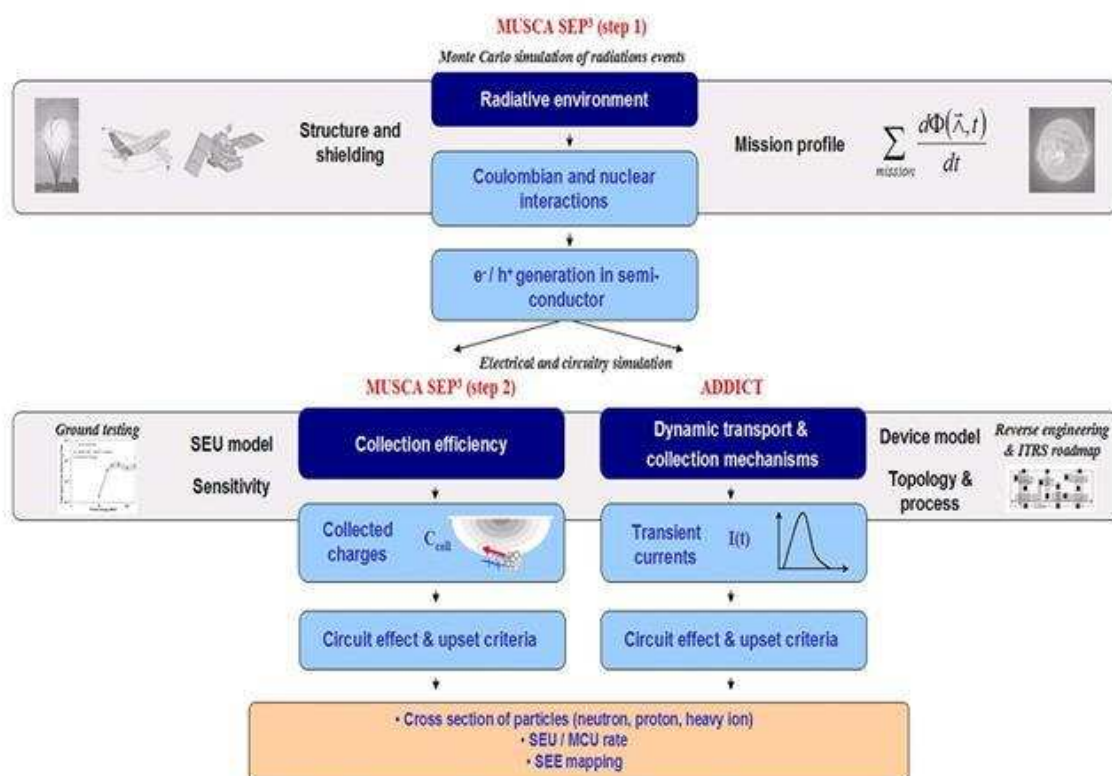 MUSCA SEP³ (step 1)
Monte Carlo simulation of radiations events
Radiative environment
Structure and
shielding
Mission profile
∑ dΦ(λ⃗,t)
mission dt
Coulombian and nuclear
interactions
e⁻ / h⁺ generation in semi-
conductor
Electrical and circuitry simulation
MUSCA SEP³ (step 2)
ADDICT
Ground testing
SEU model
Sensitivity
Collection efficiency
Dynamic transport &
collection mechanisms
Device model
Topology &
process
Reverse engineering
& ITRS roadmap
Collected
charges
C_coll
Transient
currents
I(t)
Circuit effect & upset criteria
Circuit effect & upset criteria
• Cross section of particles (neutron, proton, heavy ion)
• SEU / MCU rate
• SEE mapping